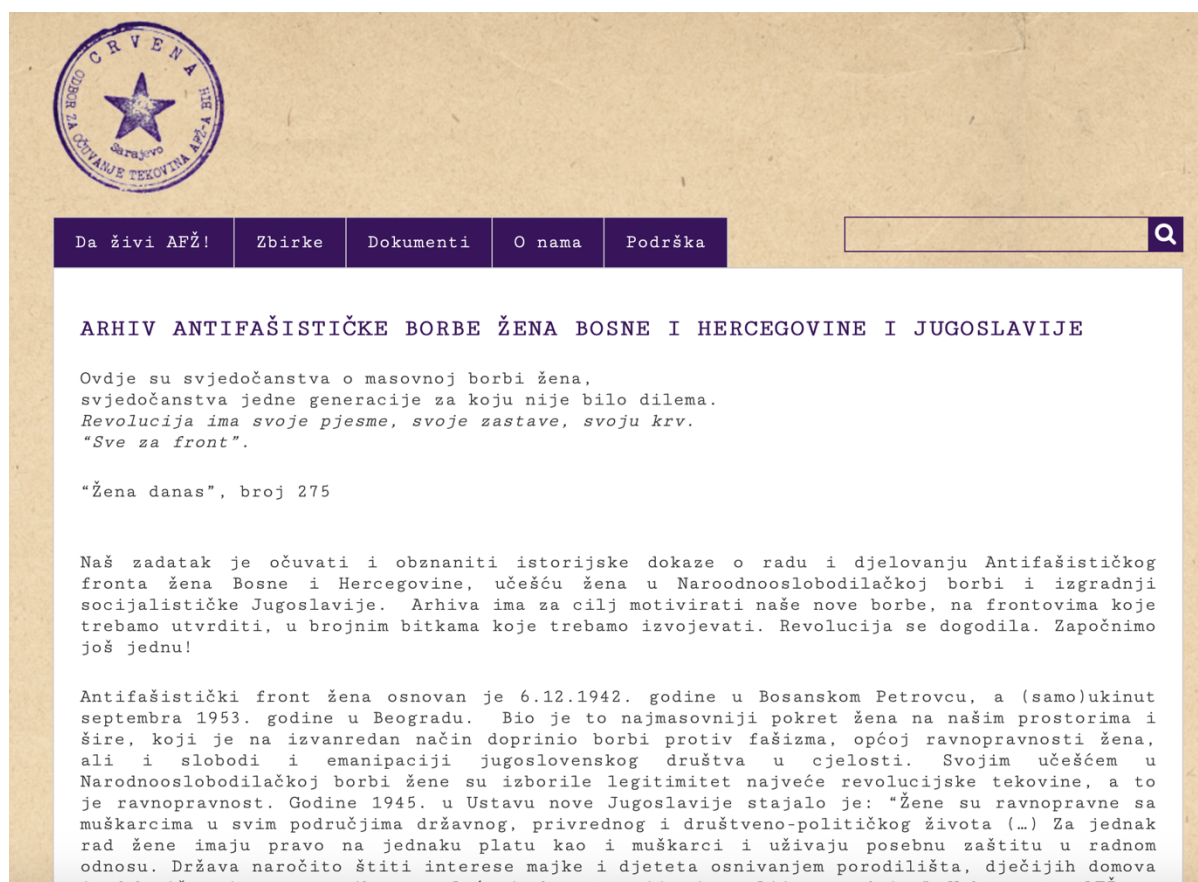 CRVENA
ODBOR ZA OČUVANJE TEKOVINA AFŽ-A BIH
Sarajevo
Da živi AFŽ!
Zbirke
Dokumenti
O nama
Podrška
ARHIV ANTIFAŠISTIČKE BORBE ŽENA BOSNE I HERCEGOVINE I JUGOSLAVIJE
Ovdje su svjedočanstva o masovnoj borbi žena,
svjedočanstva jedne generacije za koju nije bilo dilema.
Revolucija ima svoje pjesme, svoje zastave, svoju krv.
“Sve za front”.
“Žena danas”, broj 275
Naš zadatak je očuvati i obznaniti istorijske dokaze o radu i djelovanju Antifašističkog
fronta žena Bosne i Hercegovine, učešću žena u Naroodnooslobodilačkoj borbi i izgradnji
socijalističke Jugoslavije. Arhiva ima za cilj motivirati naše nove borbe, na frontovima koje
trebamo utvrditi, u brojnim bitkama koje trebamo izvojevati. Revolucija se dogodila. Započnimo
još jednu!
Antifašistički front žena osnovan je 6.12.1942. godine u Bosanskom Petrovcu, a (samo)ukinut
septembra 1953. godine u Beogradu. Bio je to najmasovniji pokret žena na našim prostorima i
šire, koji je na izvanredan način doprinio borbi protiv fašizma, općoj ravnopravnosti žena,
ali i slobodi i emanipaciji jugoslovenskog društva u cjelosti. Svojim učešćem u
Narodnooslobodilačkoj borbi žene su izborile legitimitet najveće revolucijske tekovine, a to
je ravnopravnost. Godine 1945. u Ustavu nove Jugoslavije stajalo je: “Žene su ravnopravne sa
muškarcima u svim područjima državnog, privrednog i društveno-političkog života (…) Za jednak
rad žene imaju pravo na jednaku platu kao i muškarci i uživaju posebnu zaštitu u radnom
odnosu. Država naročito štiti interese majke i djeteta osnivanjem porodilišta, dječijih domova